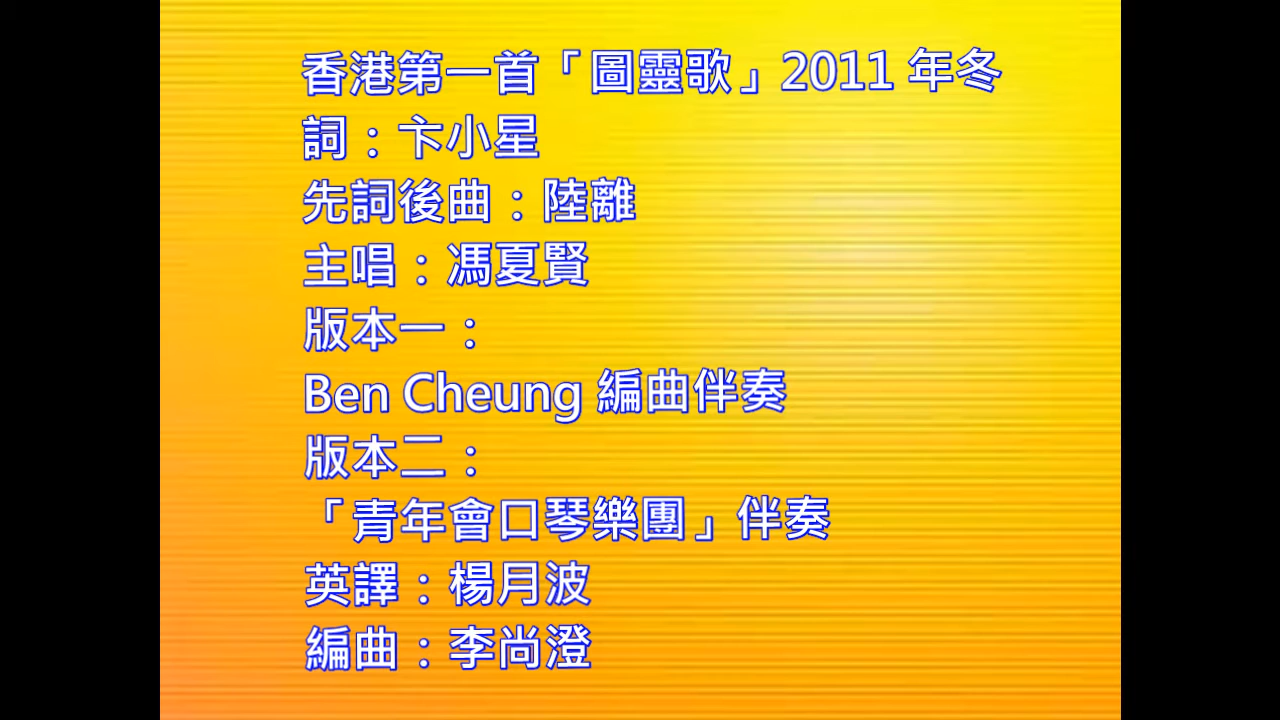 香港第一首「圖靈歌」2011 年冬
詞：卞小星
先詞後曲：陸離
主唱：馮夏賢
版本一：
Ben Cheung 編曲伴奏
版本二：
「青年會口琴樂團」伴奏
英譯：楊月波
編曲：李尚澄